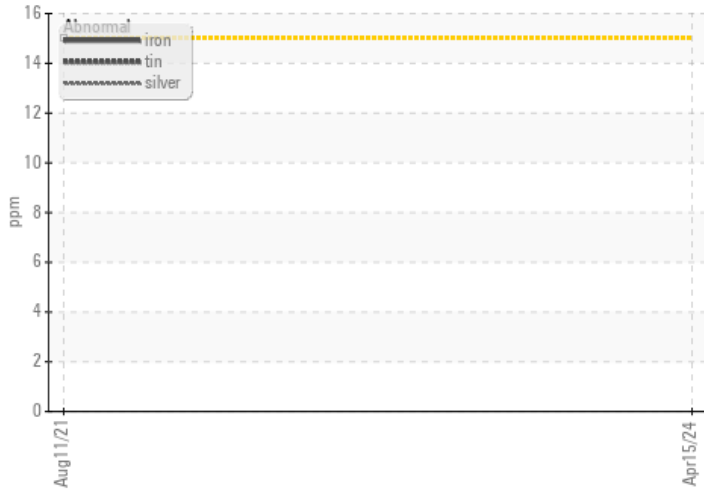 16
Abnormal
iron
tin
silver
14
12
10
8
6
4
2
0
ppm
Aug11/21
Apr15/24